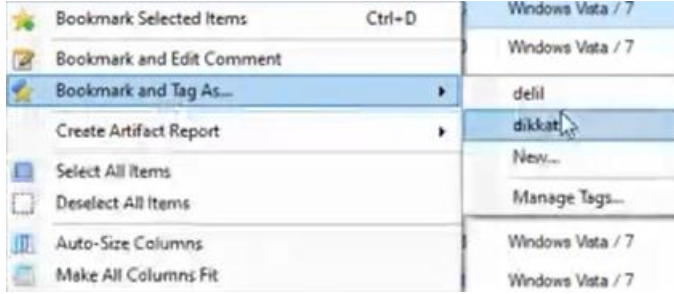 Bookmark Selected Items Ctrl+D
Bookmark and Edit Comment
Bookmark and Tag As...
Create Artifact Report
Select All Items
Deselect All Items
Auto-Size Columns
Make All Columns Fit
Windows Vista / 7
Windows Vista / 7
delil
dikkat
New...
Manage Tags...
Windows Vista / 7
Windows Vista / 7